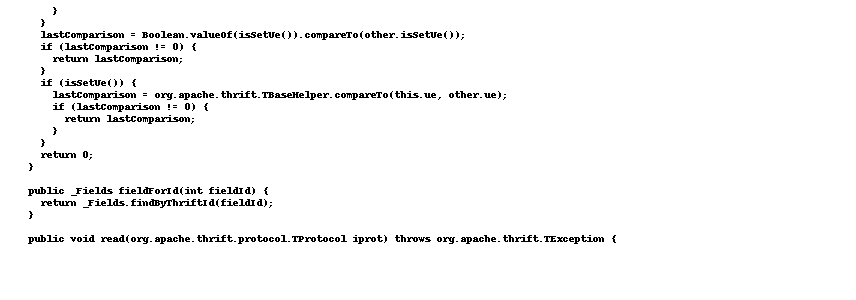 }
}
lastComparison = Boolean.valueOf(isSetUe()).compareTo(other.isSetUe());
if (lastComparison != 0) {
return lastComparison;
}
if (isSetUe()) {
lastComparison = org.apache.thrift.TBaseHelper.compareTo(this.ue, other.ue);
if (lastComparison != 0) {
return lastComparison;
}
}
return 0;
}
public _Fields fieldForId(int fieldId) {
return _Fields.findByThriftId(fieldId);
}
public void read(org.apache.thrift.protocol.TProtocol iprot) throws org.apache.thrift.TException {